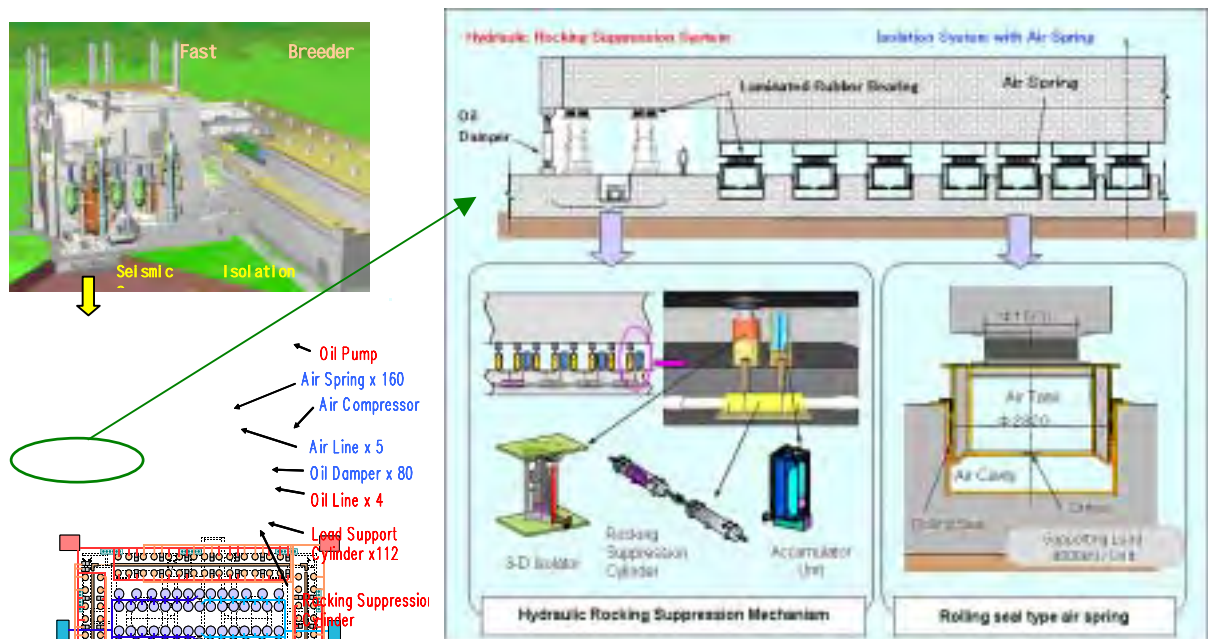 Fast Breeder
Seismic Isolation
Oil Pump
Air Spring x 160
Air Compressor
Air Line x 5
Oil Damper x 80
Oil Line x 4
Load Support
Cylinder x112
Rocking Suppression
Cylinder
Hydraulic Rocking Suppression System
Isolation System with Air Spring
Laminated Rubber Bearing
Air Spring
Oil
Damper
3-D Isolator
Rocking
Suppression
Cylinder
Accumulator
Unit
Hydraulic Rocking Suppression Mechanism
Air Tank
Air Cavity
Rolling Seal
Orifice
Supporting Load
Rolling seal type air spring